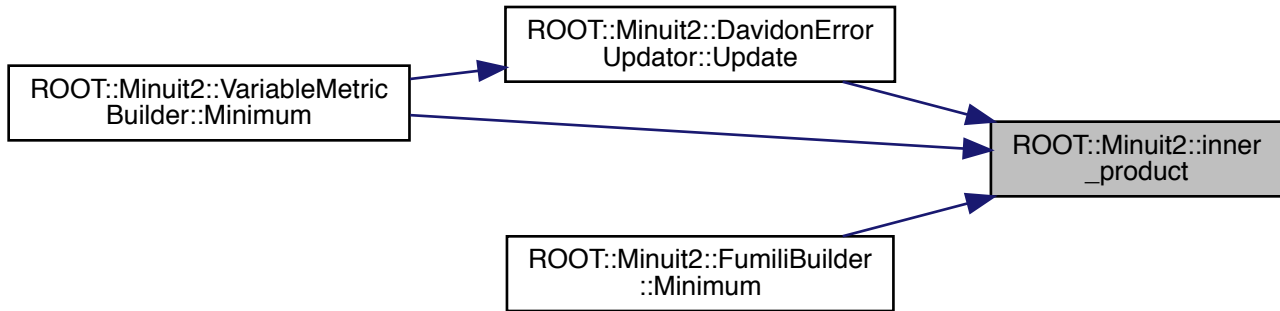 ROOT::Minuit2::DavidonError
Updator::Update
ROOT::Minuit2::VariableMetric
Builder::Minimum
ROOT::Minuit2::inner
_product
ROOT::Minuit2::FumiliBuilder
::Minimum